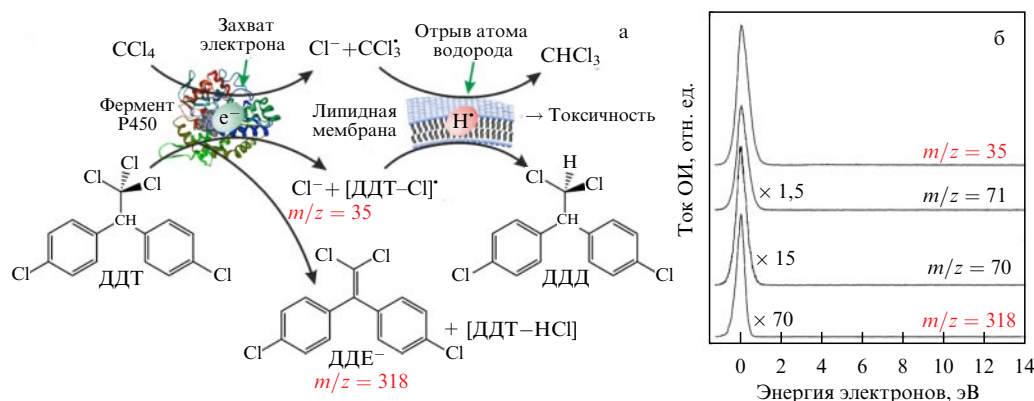 а
Захват
электрона
Отрыв атома
водорода
CCl4
Cl⁻ + CCl3•
CHCl3
Фермент
P450
e⁻
Липидная
мембрана
H•
→ Токсичность
Cl
Cl
Cl
CH
Cl
Cl
ДДТ
Cl⁻ + [ДДТ–Cl]•
m/z = 35
H
Cl
Cl
CH
Cl
Cl
ДДД
Cl
Cl
Cl
Cl
ДДЕ⁻
+ [ДДТ–HCl]
m/z = 318
б
Ток ОИ, отн. ед.
m/z = 35
× 1,5
m/z = 71
× 15
m/z = 70
× 70
m/z = 318
0 2 4 6 8 10 12 14
Энергия электронов, эВ